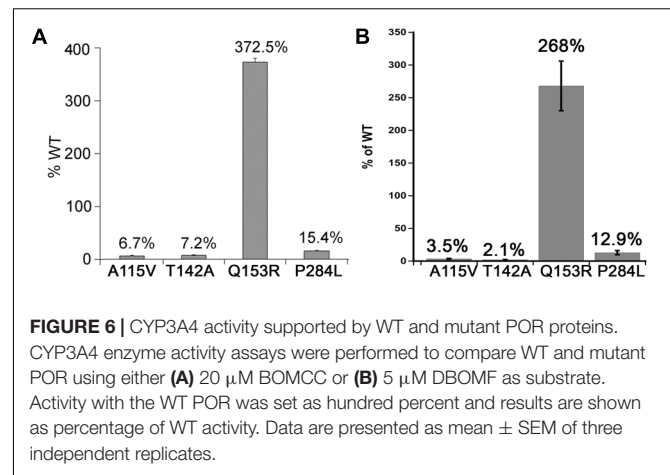 A
372.5%
400
300
200
100
0
% WT
6.7%
7.2%
15.4%
A115V T142A Q153R P284L
B
268%
350
300
250
200
150
100
50
0
% of WT
3.5%
2.1%
12.9%
A115V T142A Q153R P284L
FIGURE 6 | CYP3A4 activity supported by WT and mutant POR proteins.
CYP3A4 enzyme activity assays were performed to compare WT and mutant
POR using either (A) 20 μM BOMCC or (B) 5 μM DBOMF as substrate.
Activity with the WT POR was set as hundred percent and results are shown
as percentage of WT activity. Data are presented as mean ± SEM of three
independent replicates.